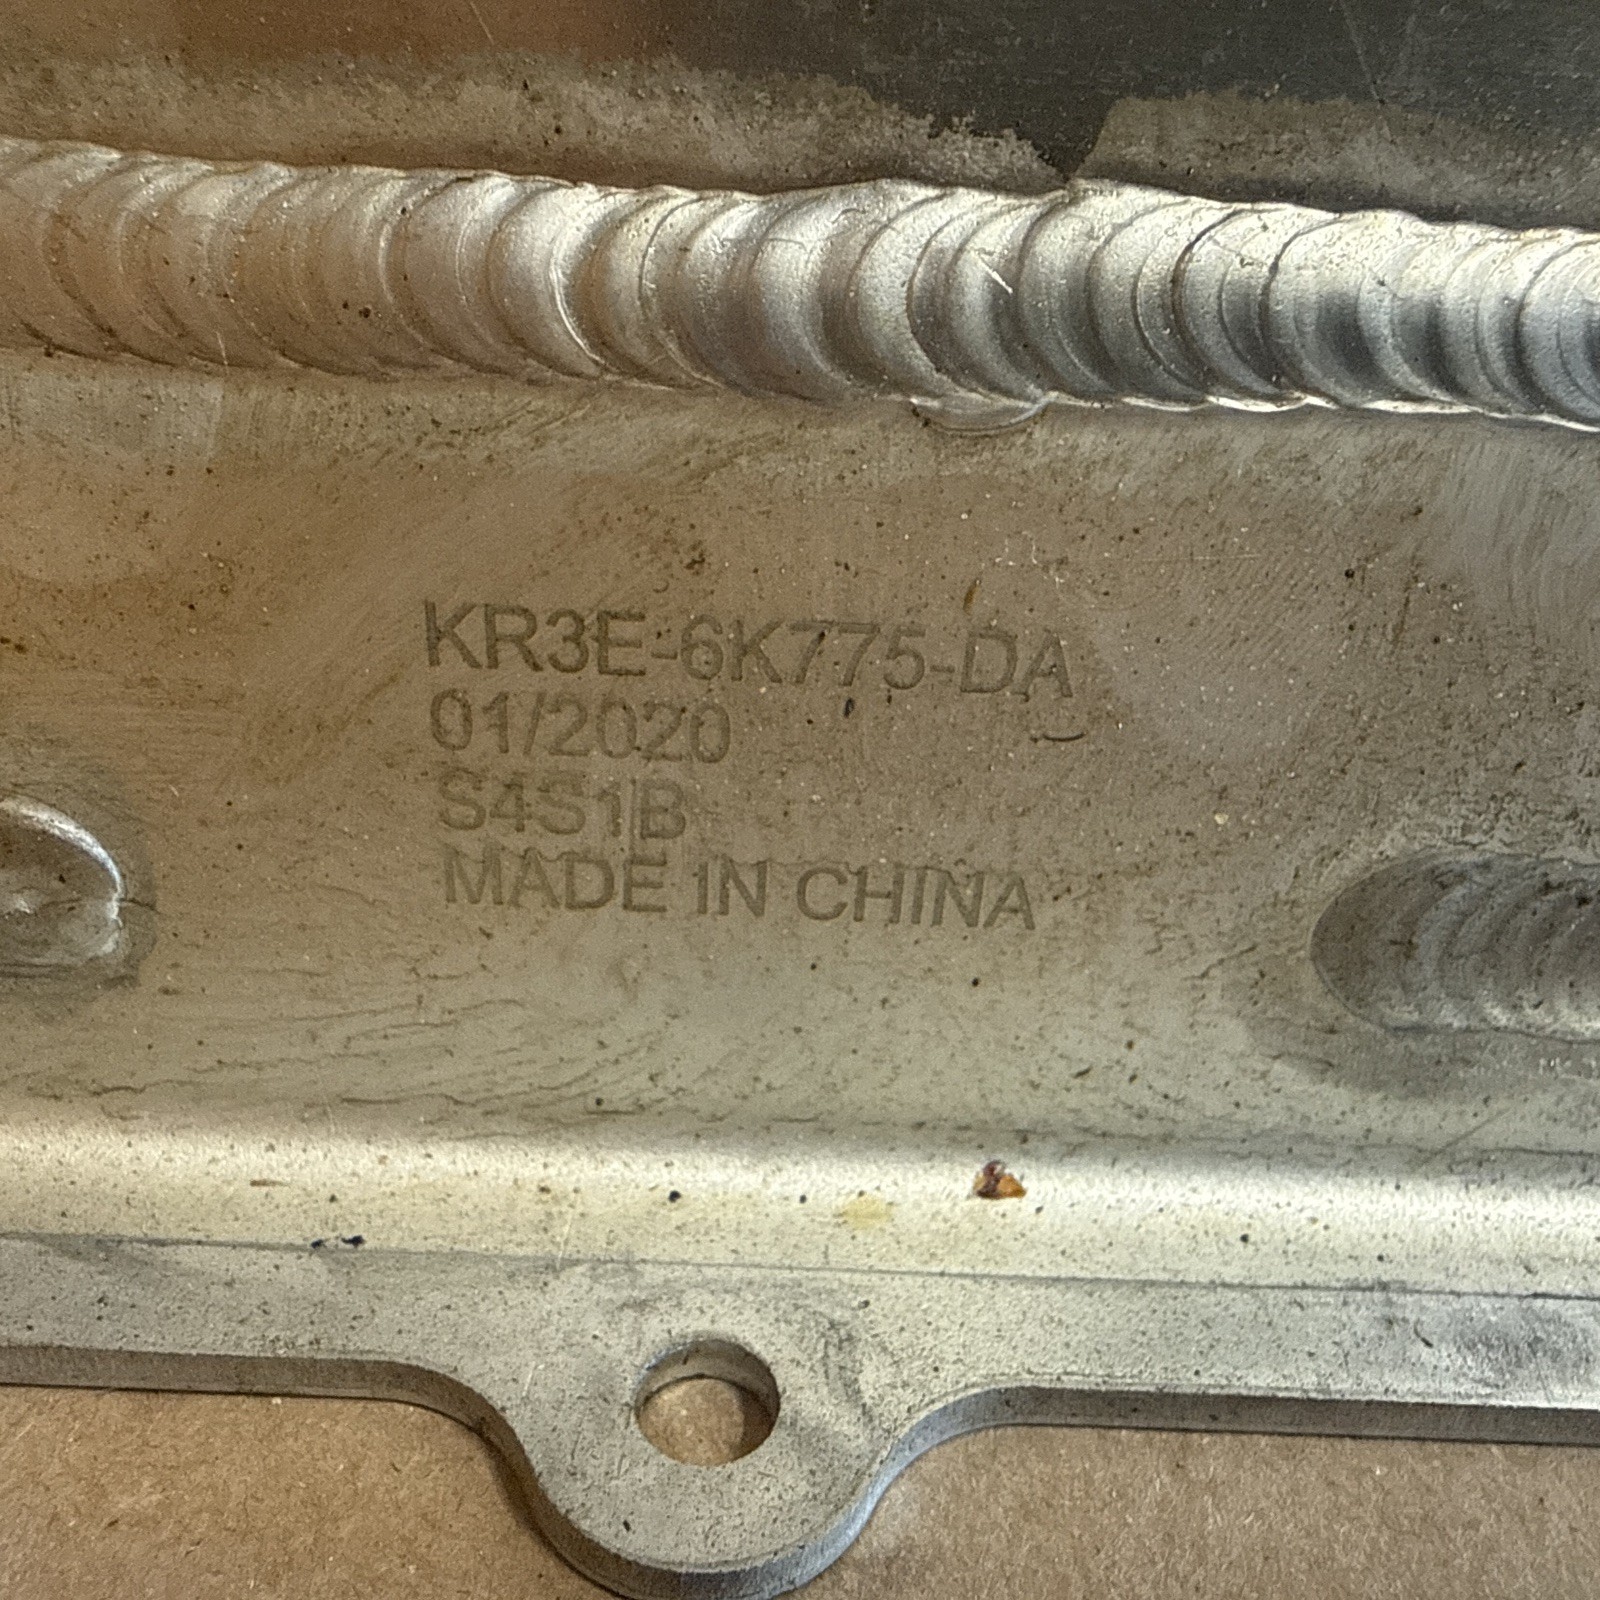 KR3E-6K775-DA
01/2020
S4S1B
MADE IN CHINA